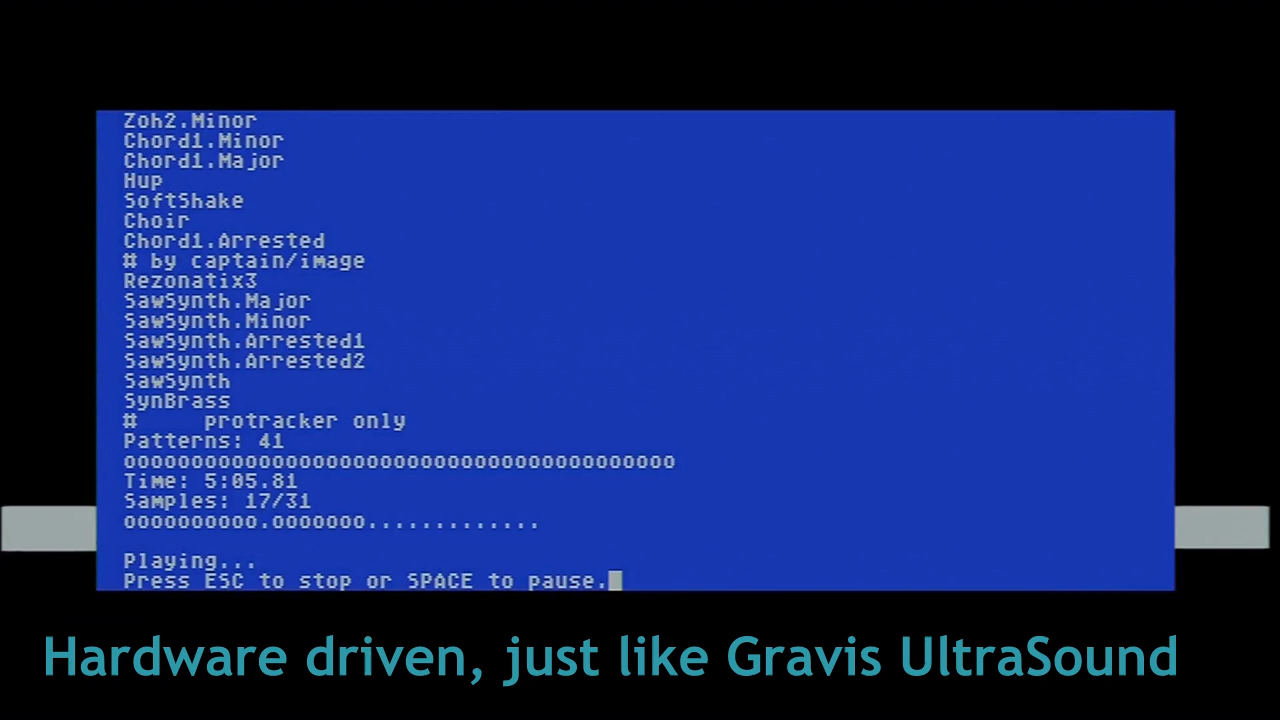 Zoh2.Minor
Chord1.Minor
Chord1.Major
Hup
SoftShake
Choir
Chord1.Arrested
# by captain/image
Rezonatix3
SawSynth.Major
SawSynth.Minor
SawSynth.Arrested1
SawSynth.Arrested2
SawSynth
SynBrass
#     protracker only
Patterns: 41
OOOOOOOOOOOOOOOOOOOOOOOOOOOOOOOOOOOOOOOOO
Time: 5:05.81
Samples: 17/31
OOOOOOOOOO.OOOOOOO.............
Playing...
Press ESC to stop or SPACE to pause.
Hardware driven, just like Gravis UltraSound